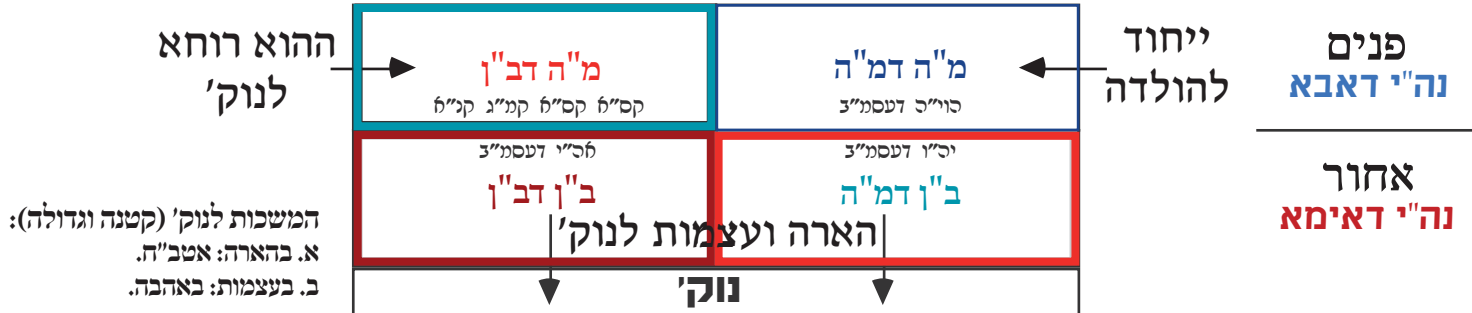 פנים
נה"י דאבא
אחור
נה"י דאימא
ייחוד
להולדה
מ"ה דמ"ה
הוי"ה דעסמ"ב
מ"ה דב"ן
קס"א קס"א קמ"ג קנ"א
ההוא רוחא
לנוק'
יה"ו דעסמ"ב
ב"ן דמ"ה
אה"י דעסמ"ב
ב"ן דב"ן
הארה ועצמות לנוק'
נוק'
המשכות לנוק' (קטנה וגדולה):
א. בהארה: אטב"ח.
ב. בעצמות: באהבה.